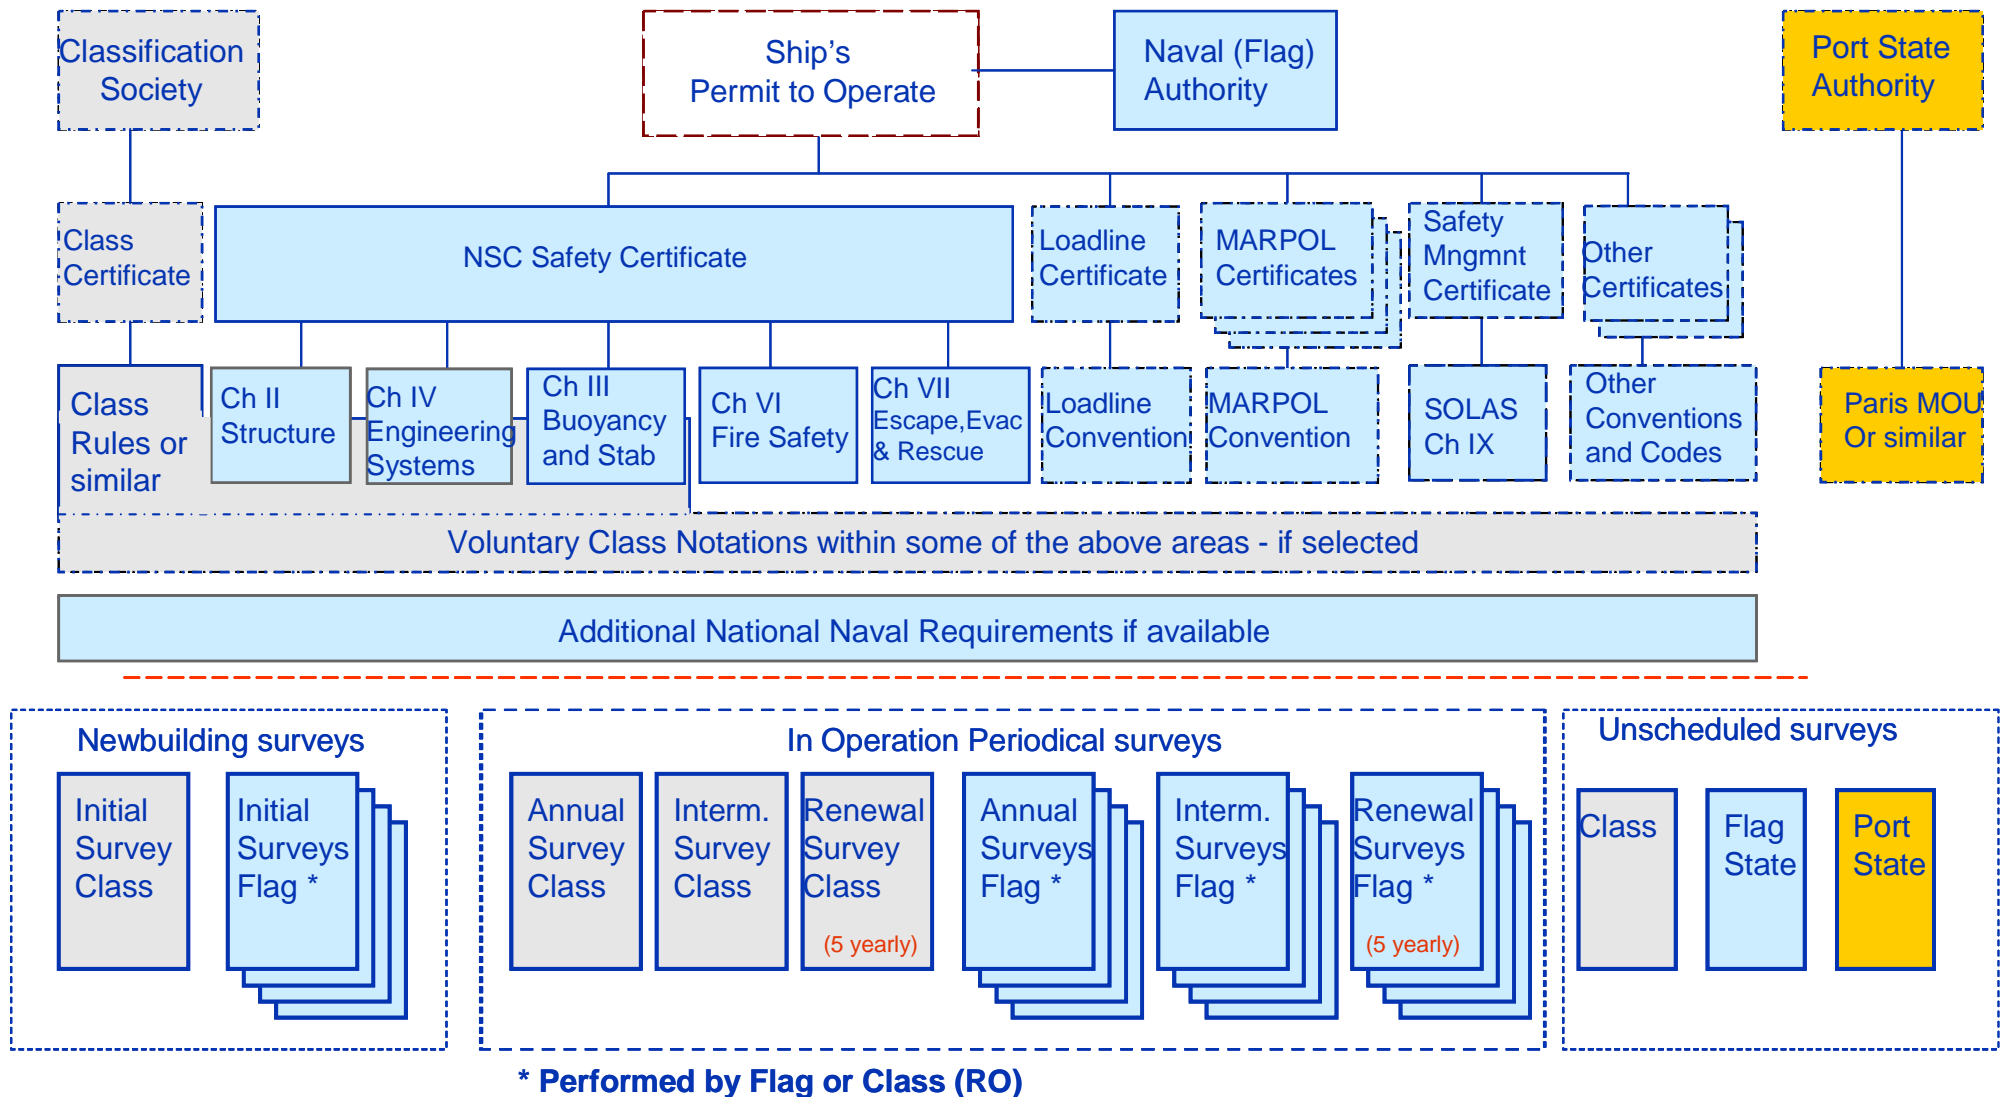 Classification
Society
Ship's
Permit to Operate
Naval (Flag)
Authority
Port State
Authority
Class
Certificate
NSC Safety Certificate
Loadline
Certificate
MARPOL
Certificates
Safety
Mngmnt
Certificate
Other
Certificates
Class
Rules or
similar
Ch II
Structure
Ch IV
Engineering
Systems
Ch III
Buoyancy
and Stab
Ch VI
Fire Safety
Ch VII
Escape,Evac
& Rescue
Loadline
Convention
MARPOL
Convention
SOLAS
Ch IX
Other
Conventions
and Codes
Paris MOU
Or similar
Voluntary Class Notations within some of the above areas - if selected
Additional National Naval Requirements if available
Newbuilding surveys
Initial
Survey
Class
Initial
Surveys
Flag *
In Operation Periodical surveys
Annual
Survey
Class
Interm.
Survey
Class
Renewal
Survey
Class
(5 yearly)
Annual
Surveys
Flag *
Interm.
Surveys
Flag *
Renewal
Surveys
Flag *
(5 yearly)
Unscheduled surveys
Class
Flag
State
Port
State
* Performed by Flag or Class (RO)